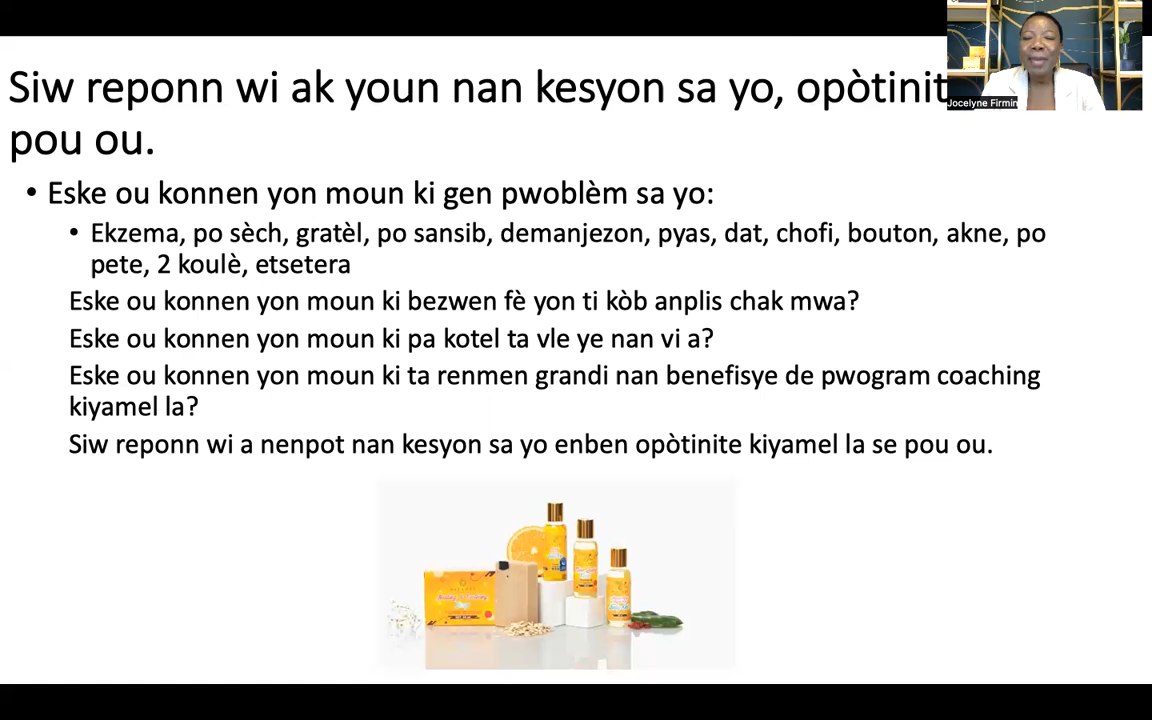 Siw reponn wi ak youn nan kesyon sa yo, opòtinit
pou ou.
Jocelyne Firmin
• Eske ou konnen yon moun ki gen pwoblèm sa yo:
• Ekzema, po sèch, gratèl, po sansib, demanjezon, pyas, dat, chofi, bouton, akne, po
pete, 2 koulè, etsetera
Eske ou konnen yon moun ki bezwen fè yon ti kòb anplis chak mwa?
Eske ou konnen yon moun ki pa kotel ta vle ye nan vi a?
Eske ou konnen yon moun ki ta renmen grandi nan benefisye de pwogram coaching
kiyamel la?
Siw reponn wi a nenpot nan kesyon sa yo enben opòtinite kiyamel la se pou ou.